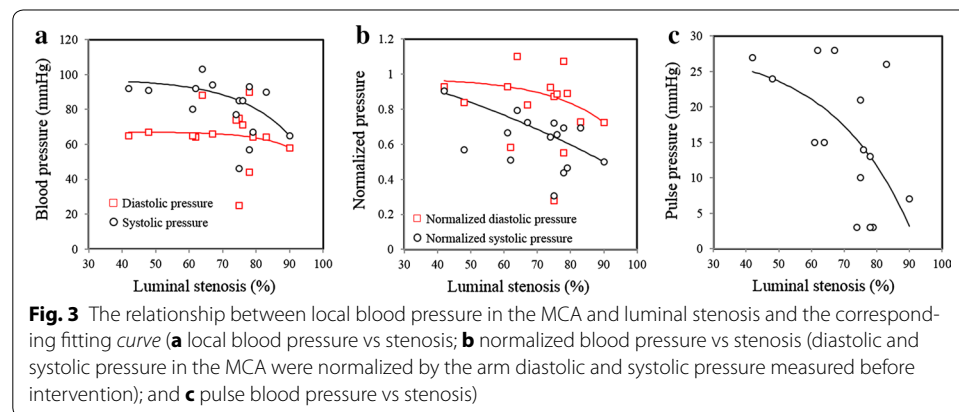 a
120
100
80
60
40
20
0
Blood pressure (mmHg)
Diastolic pressure
Systolic pressure
30 40 50 60 70 80 90 100
Luminal stenosis (%)
b
1.2
1
0.8
0.6
0.4
0.2
0
Normalized pressure
Normalized diastolic pressure
Normalized systolic pressure
30 40 50 60 70 80 90 100
Luminal stenosis (%)
c
30
25
20
15
10
5
0
Pulse pressure (mmHg)
30 40 50 60 70 80 90 100
Luminal stenosis (%)
Fig. 3 The relationship between local blood pressure in the MCA and luminal stenosis and the correspond-
ing fitting curve (a local blood pressure vs stenosis; b normalized blood pressure vs stenosis (diastolic and
systolic pressure in the MCA were normalized by the arm diastolic and systolic pressure measured before
intervention); and c pulse blood pressure vs stenosis)